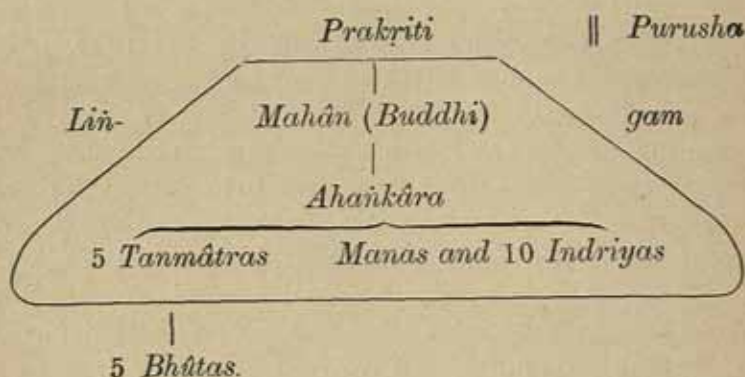 Prakṛiti ‖ Purusha
Liṅ- Mahân (Buddhi) gam
Ahaṅkâra
5 Tanmâtras Manas and 10 Indriyas
5 Bhûtas.